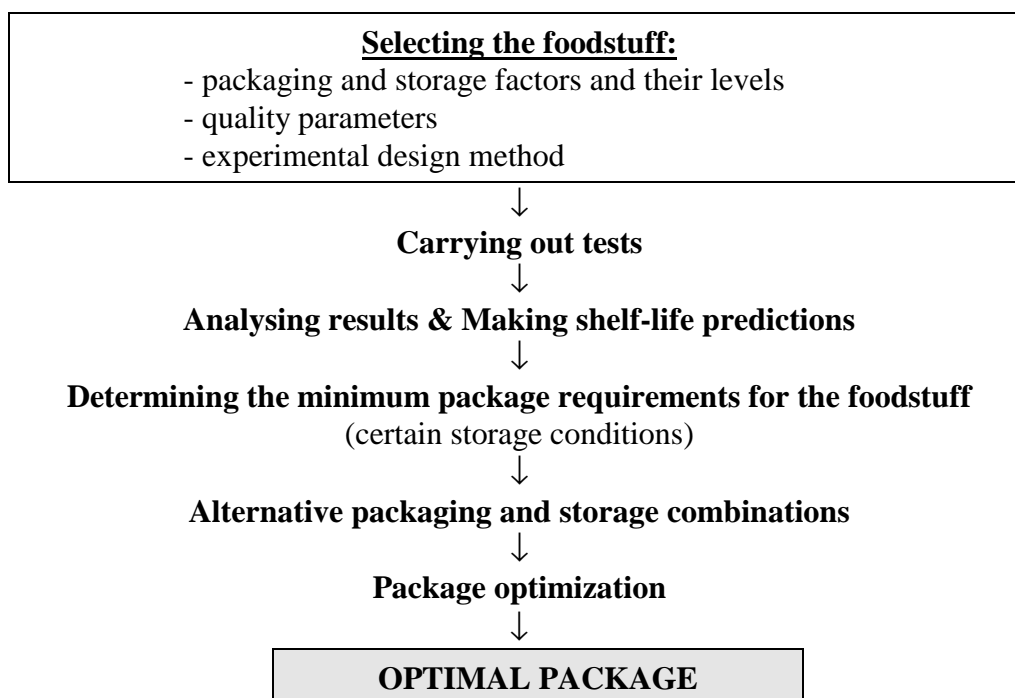 Selecting the foodstuff:
- packaging and storage factors and their levels
- quality parameters
- experimental design method
↓
Carrying out tests
↓
Analysing results & Making shelf-life predictions
↓
Determining the minimum package requirements for the foodstuff
(certain storage conditions)
↓
Alternative packaging and storage combinations
↓
Package optimization
↓
OPTIMAL PACKAGE